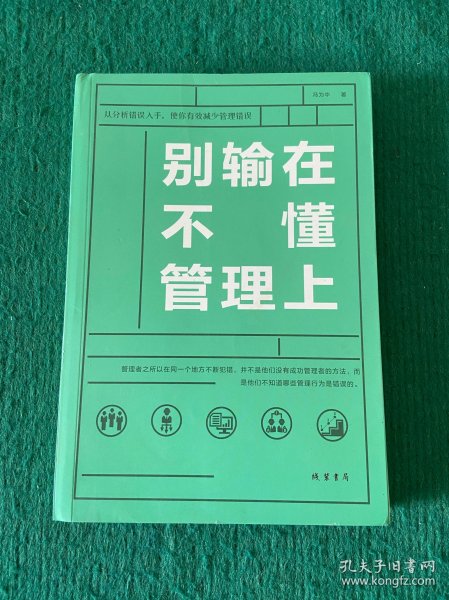 冯为中 著
以分析错误入手，使你有效减少管理错误
别输在
不懂
管理上
管理者之所以在同一个地方不断犯错，并不是他们没有成功管理者的方法，而
是他们不知道哪些管理行为是错误的。
线装书局
孔夫子旧书网
www.kongfz.com